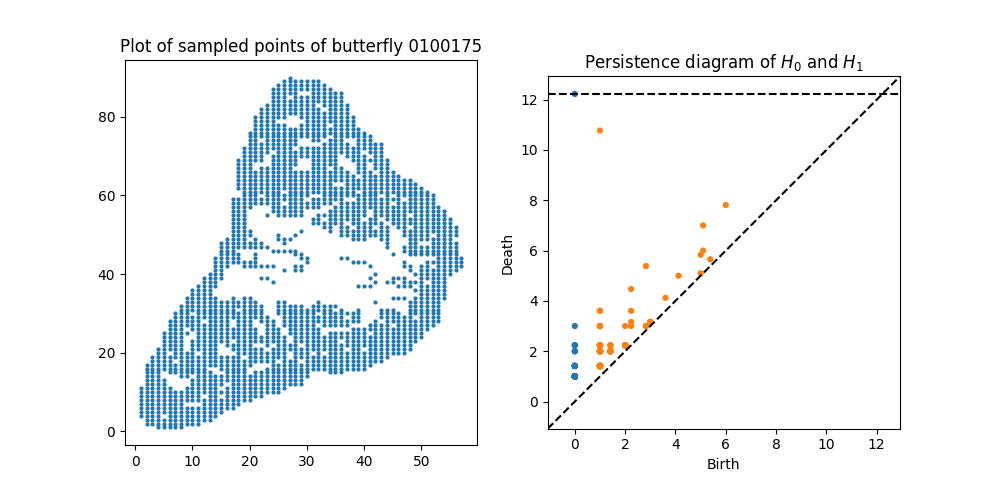 Plot of sampled points of butterfly 0100175
80
60
40
20
0
0 10 20 30 40 50
Persistence diagram of H₀ and H₁
Death
12
10
8
6
4
2
0
0 2 4 6 8 10 12
Birth